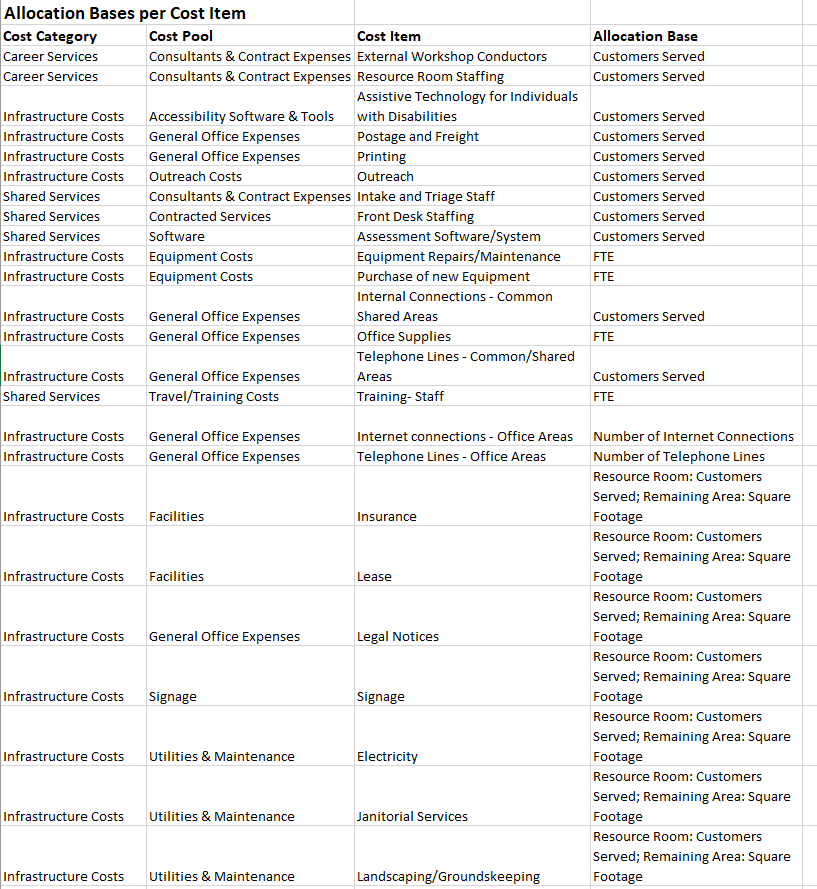 Allocation Bases per Cost Item
Cost Category Cost Pool Cost Item Allocation Base
Career Services Consultants & Contract Expenses External Workshop Conductors Customers Served
Career Services Consultants & Contract Expenses Resource Room Staffing Customers Served
Assistive Technology for Individuals
Infrastructure Costs Accessibility Software & Tools with Disabilities Customers Served
Infrastructure Costs General Office Expenses Postage and Freight Customers Served
Infrastructure Costs General Office Expenses Printing Customers Served
Infrastructure Costs Outreach Costs Outreach Customers Served
Shared Services Consultants & Contract Expenses Intake and Triage Staff Customers Served
Shared Services Contracted Services Front Desk Staffing Customers Served
Shared Services Software Assessment Software/System Customers Served
Infrastructure Costs Equipment Costs Equipment Repairs/Maintenance FTE
Infrastructure Costs Equipment Costs Purchase of new Equipment FTE
Internal Connections - Common
Infrastructure Costs General Office Expenses Shared Areas Customers Served
Infrastructure Costs General Office Expenses Office Supplies FTE
Telephone Lines - Common/Shared
Infrastructure Costs General Office Expenses Areas Customers Served
Shared Services Travel/Training Costs Training- Staff FTE
Infrastructure Costs General Office Expenses Internet connections - Office Areas Number of Internet Connections
Infrastructure Costs General Office Expenses Telephone Lines - Office Areas Number of Telephone Lines
Resource Room: Customers
Served; Remaining Area: Square
Infrastructure Costs Facilities Insurance Footage
Resource Room: Customers
Served; Remaining Area: Square
Infrastructure Costs Facilities Lease Footage
Resource Room: Customers
Served; Remaining Area: Square
Infrastructure Costs General Office Expenses Legal Notices Footage
Resource Room: Customers
Served; Remaining Area: Square
Infrastructure Costs Signage Signage Footage
Resource Room: Customers
Served; Remaining Area: Square
Infrastructure Costs Utilities & Maintenance Electricity Footage
Resource Room: Customers
Served; Remaining Area: Square
Infrastructure Costs Utilities & Maintenance Janitorial Services Footage
Resource Room: Customers
Served; Remaining Area: Square
Infrastructure Costs Utilities & Maintenance Landscaping/Groundskeeping Footage